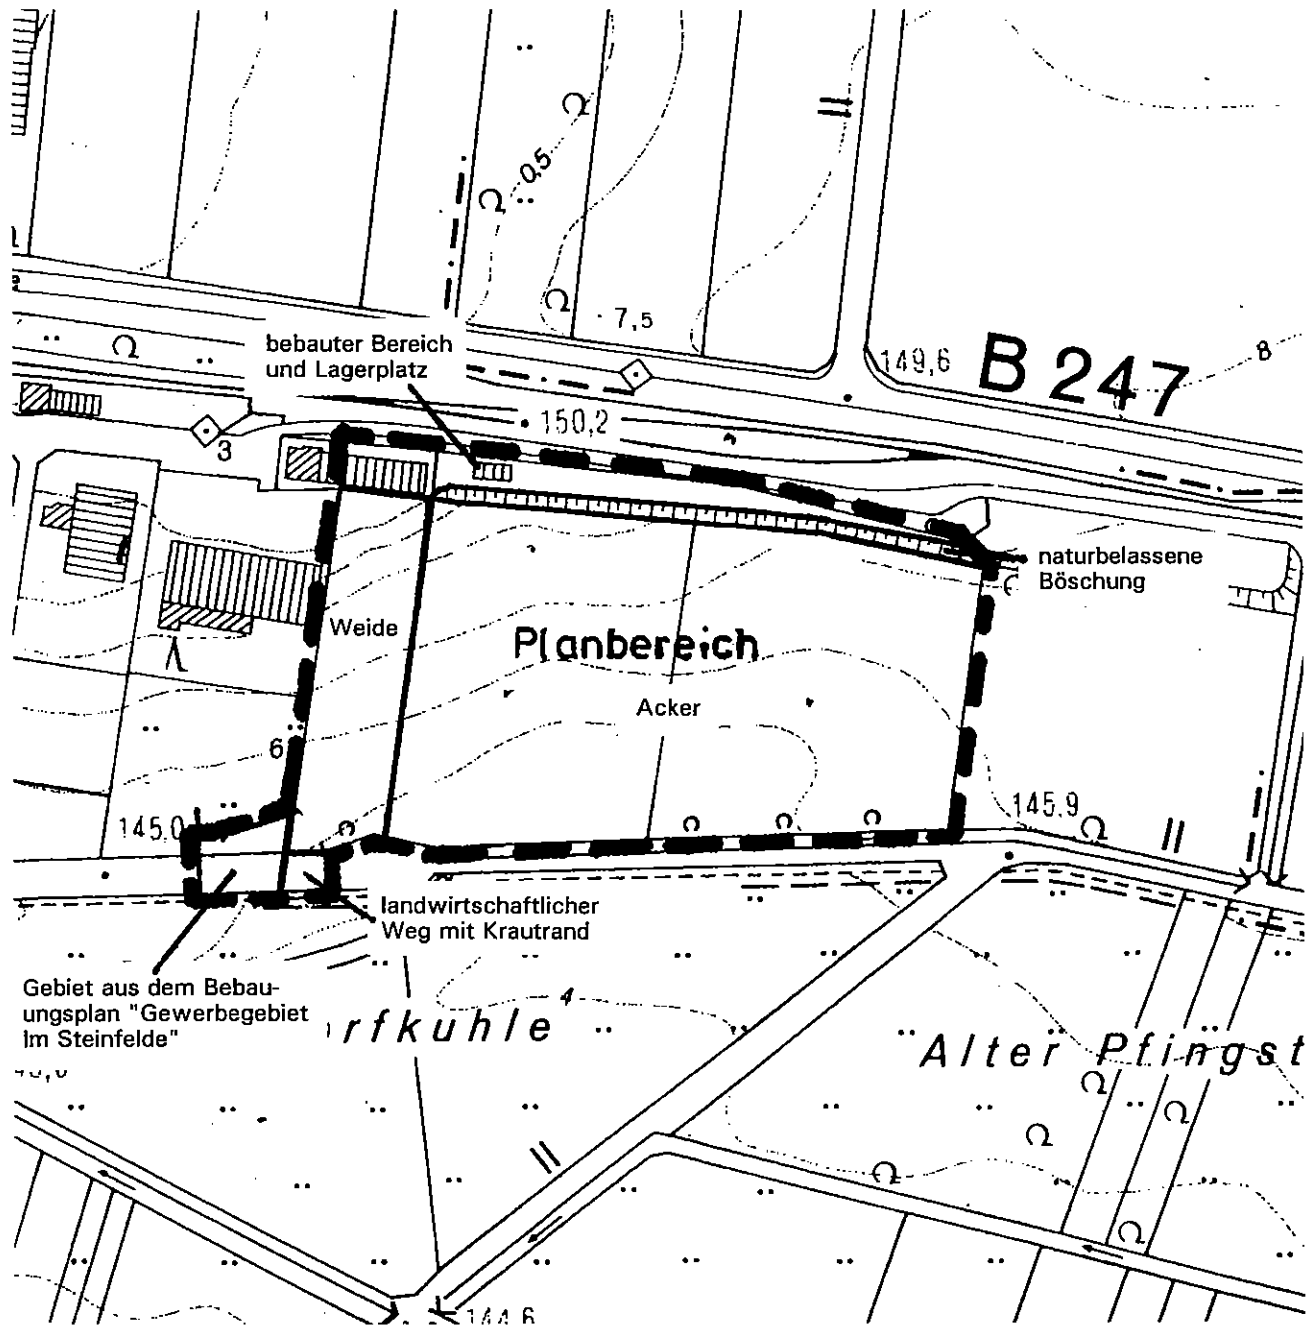 0,5
7,5
bebauter Bereich
und Lagerplatz
149,6
B 247
8
150,2
3
naturbelassene
Böschung
Weide
Planbereich
Acker
6
145,0
145,9
landwirtschaftlicher
Weg mit Krautrand
Gebiet aus dem Bebau-
ungsplan "Gewerbegebiet
im Steinfelde"
4
rfkuhle
Alter Pfingst
144,6